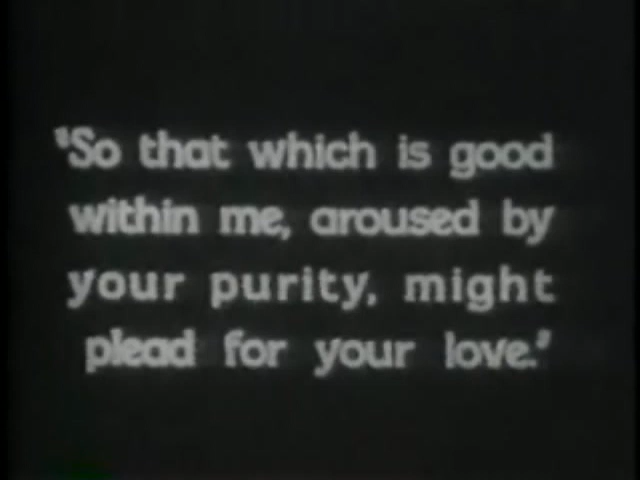 "So that which is good
within me, aroused by
your purity, might
plead for your love."